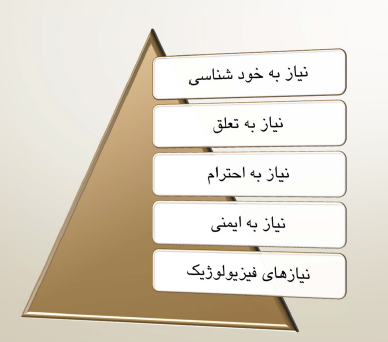 نیاز به خود شناسی
نیاز به تعلق
نیاز به احترام
نیاز به ایمنی
نیازهای فیزیولوژیک